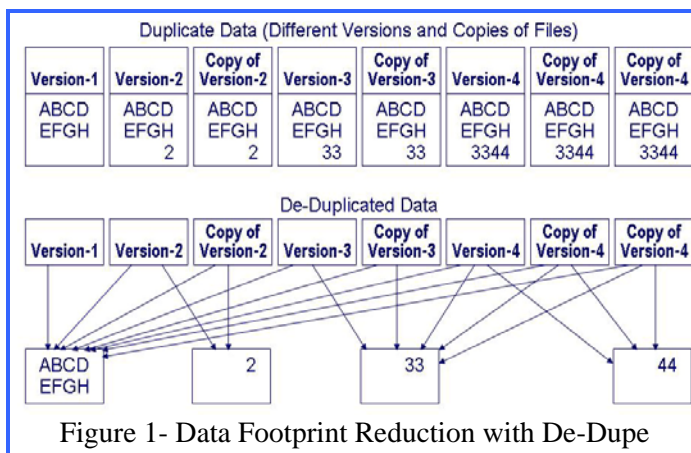 Duplicate Data (Different Versions and Copies of Files)
Version-1 Version-2 Copy of Version-2 Version-3 Copy of Version-3 Version-4 Copy of Version-4 Copy of Version-4
ABCD ABCD ABCD ABCD ABCD ABCD ABCD ABCD
EFGH EFGH EFGH EFGH EFGH EFGH EFGH EFGH
2 2 33 33 3344 3344 3344
De-Duplicated Data
Version-1 Version-2 Copy of Version-2 Version-3 Copy of Version-3 Version-4 Copy of Version-4 Copy of Version-4
ABCD 2 33 44
EFGH
Figure 1- Data Footprint Reduction with De-Dupe